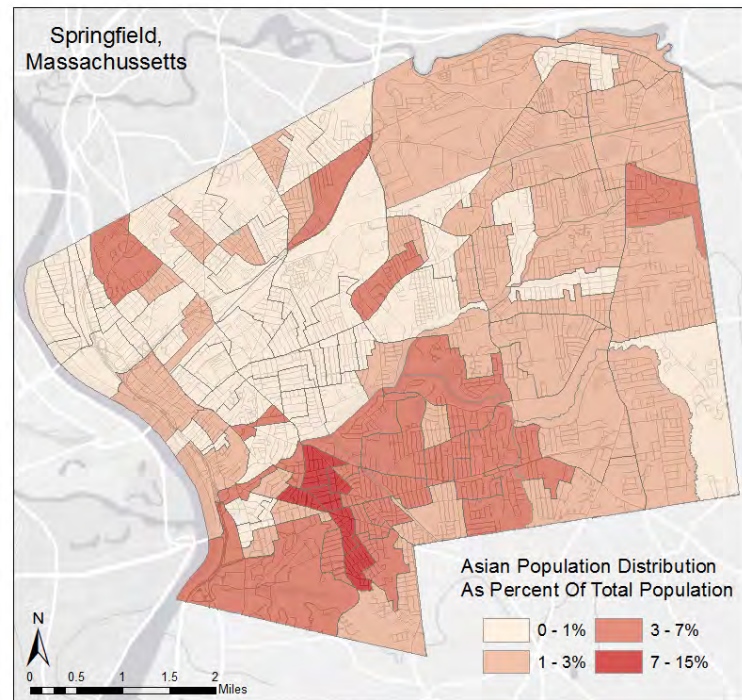 Springfield,
Massachussetts
Asian Population Distribution
As Percent Of Total Population
0 - 1%
3 - 7%
1 - 3%
7 - 15%
N
0 0.5 1 1.5 2
Miles